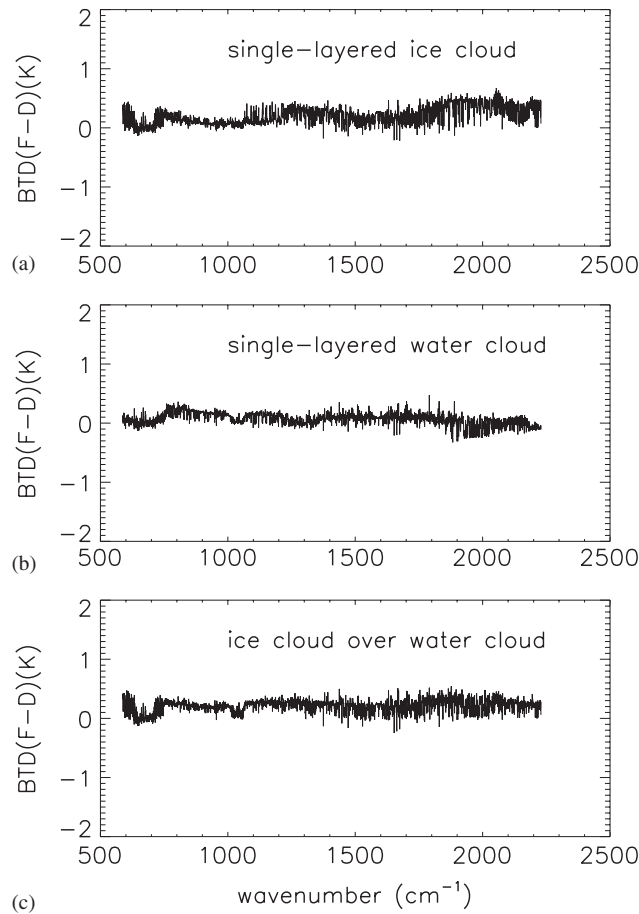 2
1
0
−1
−2
BTD(F−D)(K)
single−layered ice cloud
500 1000 1500 2000 2500
(a)
2
1
0
−1
−2
BTD(F−D)(K)
single−layered water cloud
500 1000 1500 2000 2500
(b)
2
1
0
−1
−2
BTD(F−D)(K)
ice cloud over water cloud
500 1000 1500 2000 2500
wavenumber (cm⁻¹)
(c)